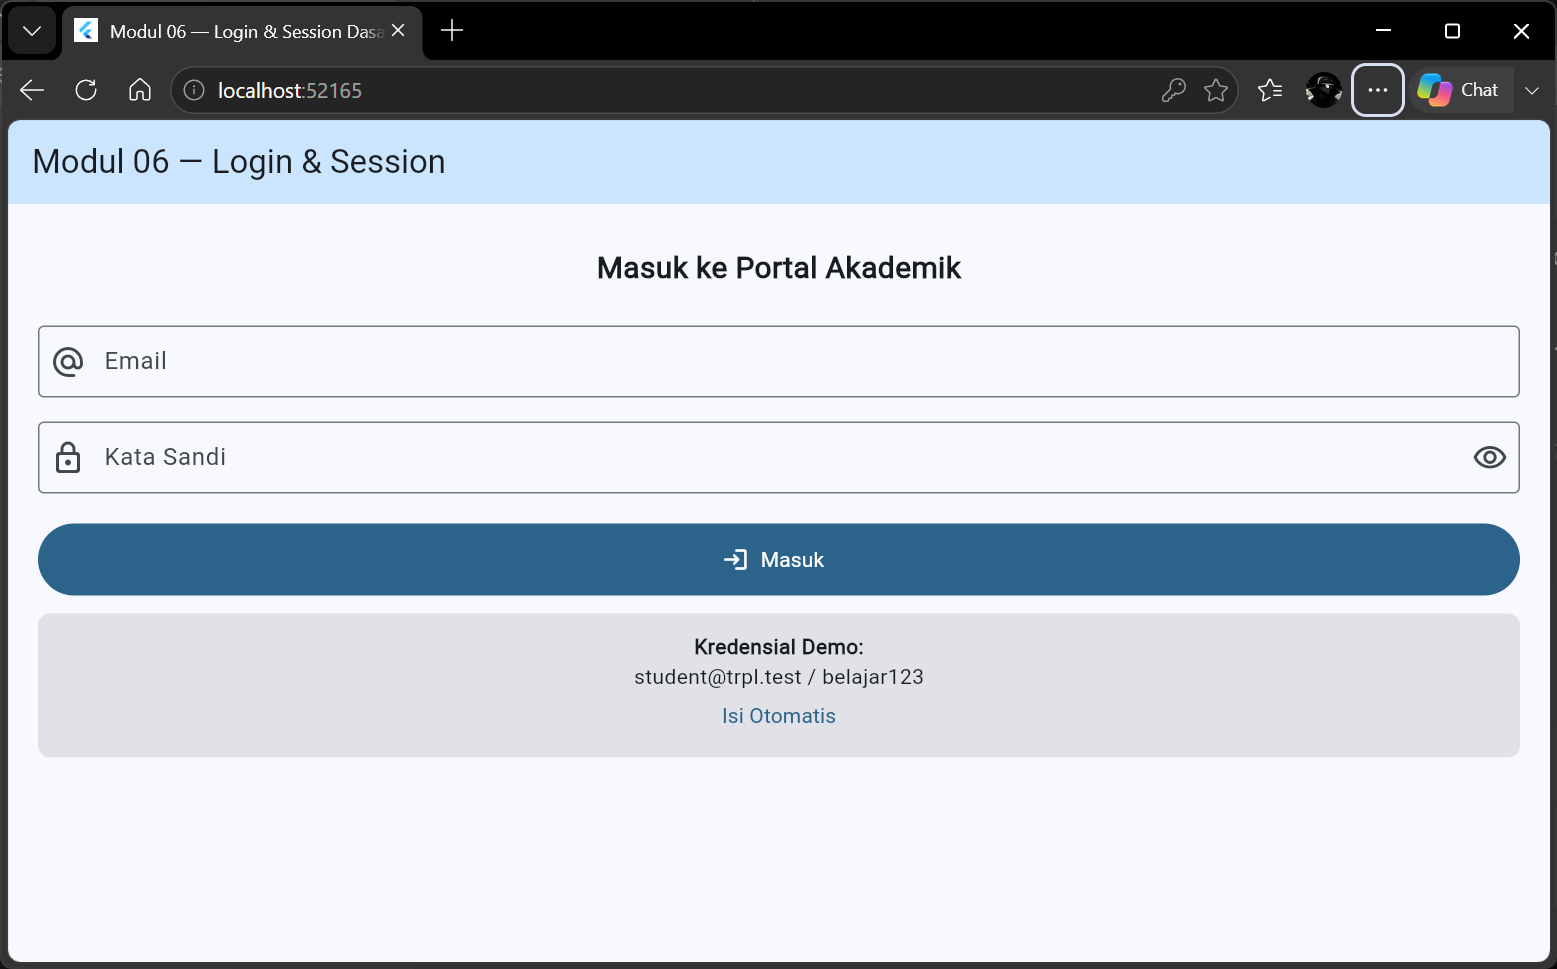 Modul 06 — Login & Session Dasa
localhost:52165
Chat
Modul 06 — Login & Session
Masuk ke Portal Akademik
Email
Kata Sandi
Masuk
Kredensial Demo:
student@trpl.test / belajar123
Isi Otomatis